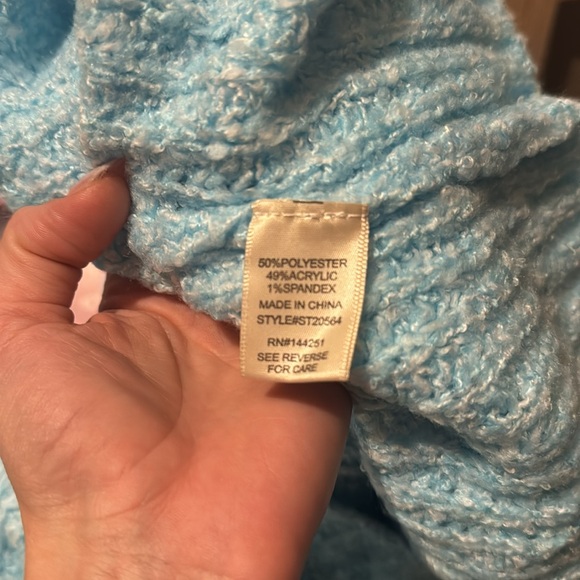 50%POLYESTER
49%ACRYLIC
1%SPANDEX
MADE IN CHINA
STYLE#ST20564
RN#144251
SEE REVERSE
FOR CARE